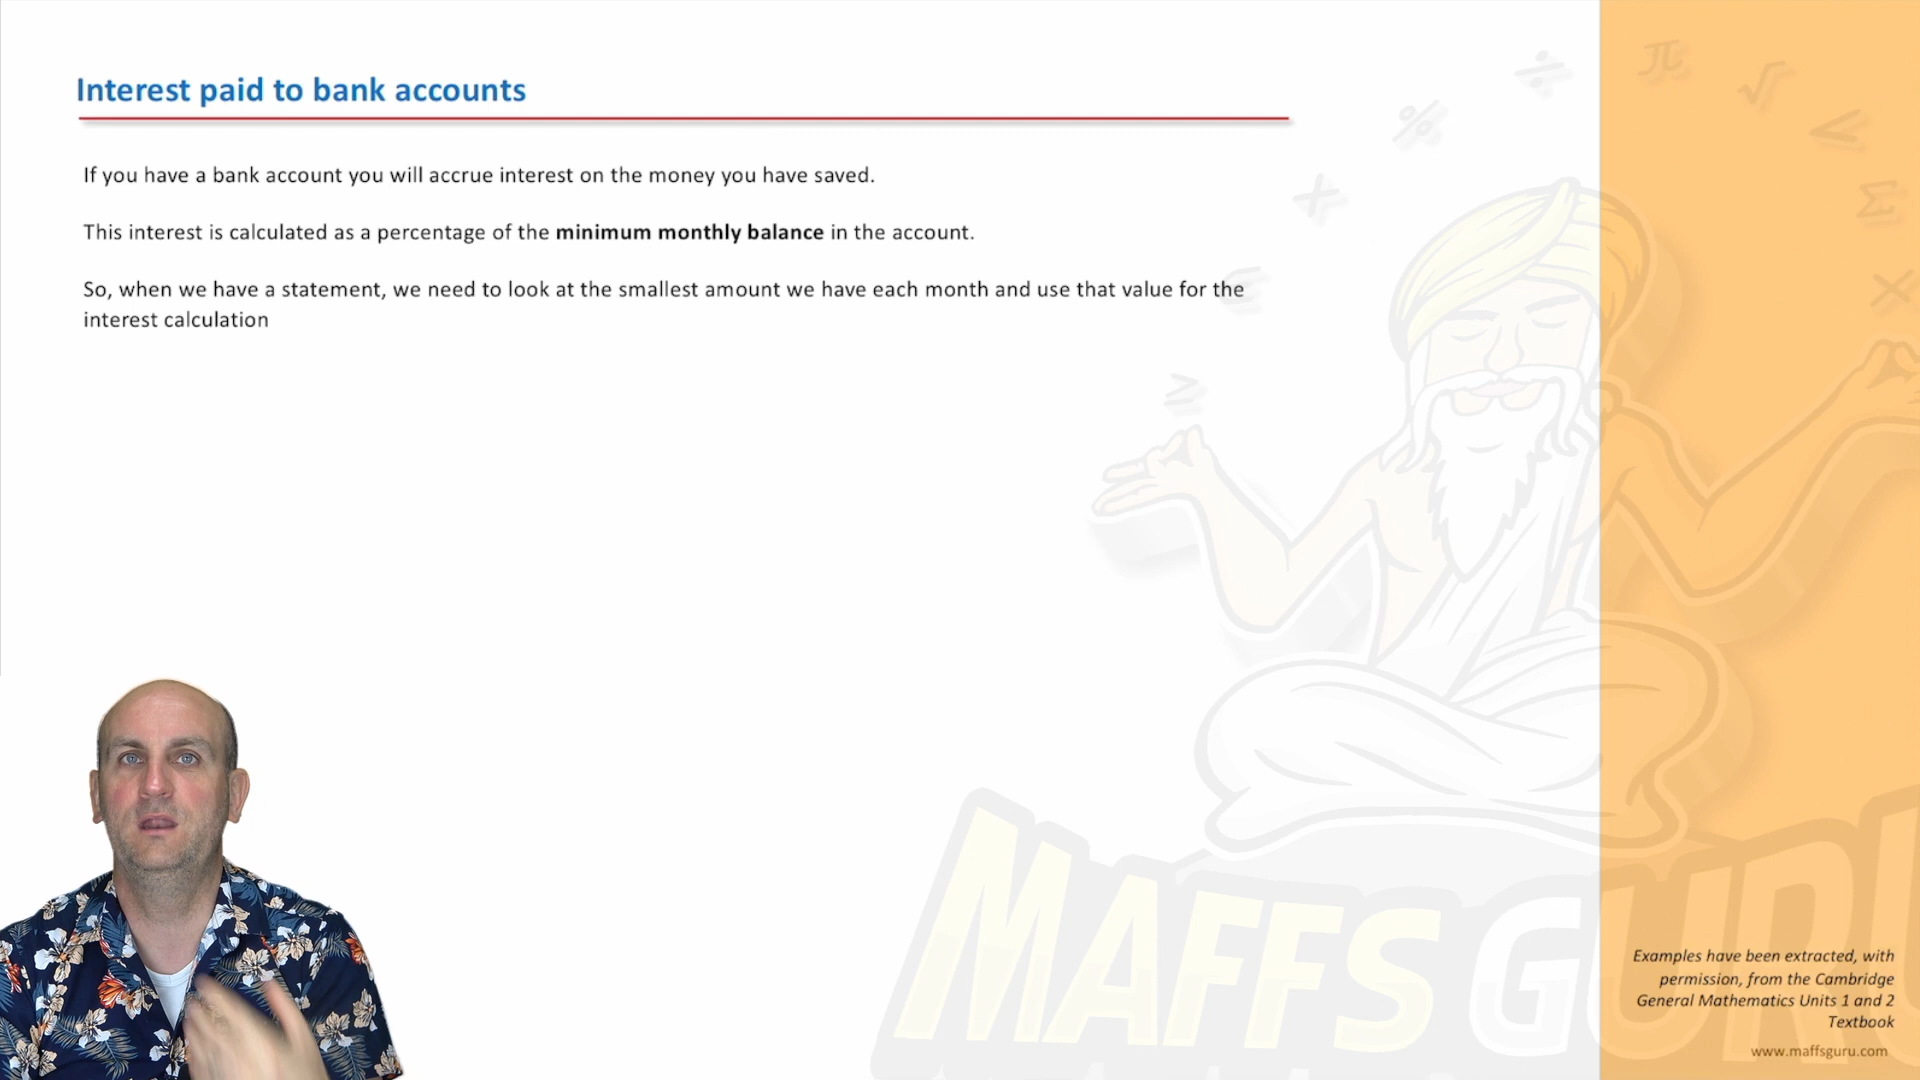 Interest paid to bank accounts
If you have a bank account you will accrue interest on the money you have saved.
This interest is calculated as a percentage of the minimum monthly balance in the account.
So, when we have a statement, we need to look at the smallest amount we have each month and use that value for the
interest calculation
MAFFS GURU
Examples have been extracted, with
permission, from the Cambridge
General Mathematics Units 1 and 2
Textbook
www.maffsguru.com